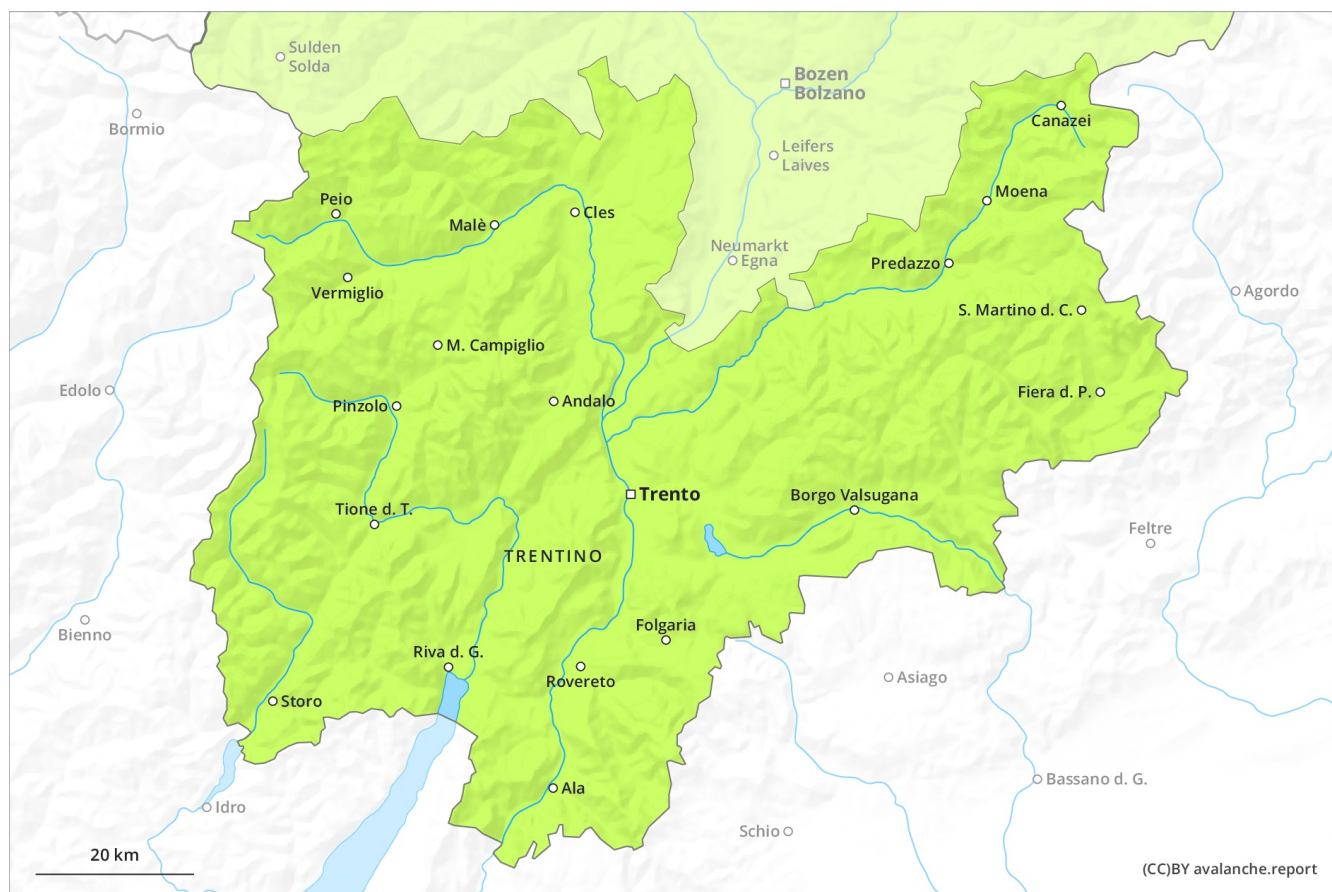 Sulden
Solda
Bozen
Bolzano
Bormio
Canazei
Leifers
Laives
Peio
Moena
Malè
Cles
Neumarkt
Egna
Predazzo
Vermiglio
Agordo
S. Martino d. C.
M. Campiglio
Edolo
Fiera d. P.
Andalo
Pinzolo
Trento
Borgo Valsugana
Tione d. T.
Feltre
TRENTINO
Bienno
Folgaria
Riva d. G.
Rovereto
Asiago
Storo
Bassano d. G.
Ala
Idro
Schio
20 km
(CC)BY avalanche.report